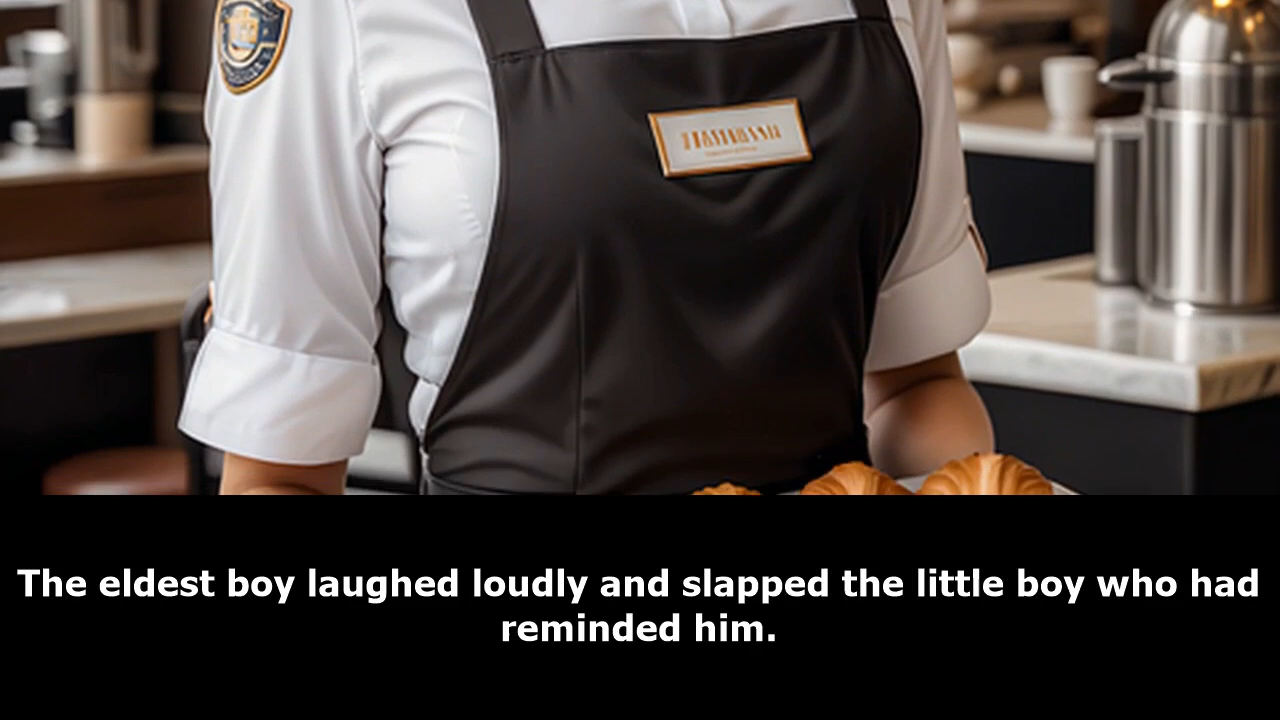 The eldest boy laughed loudly and slapped the little boy who had
reminded him.